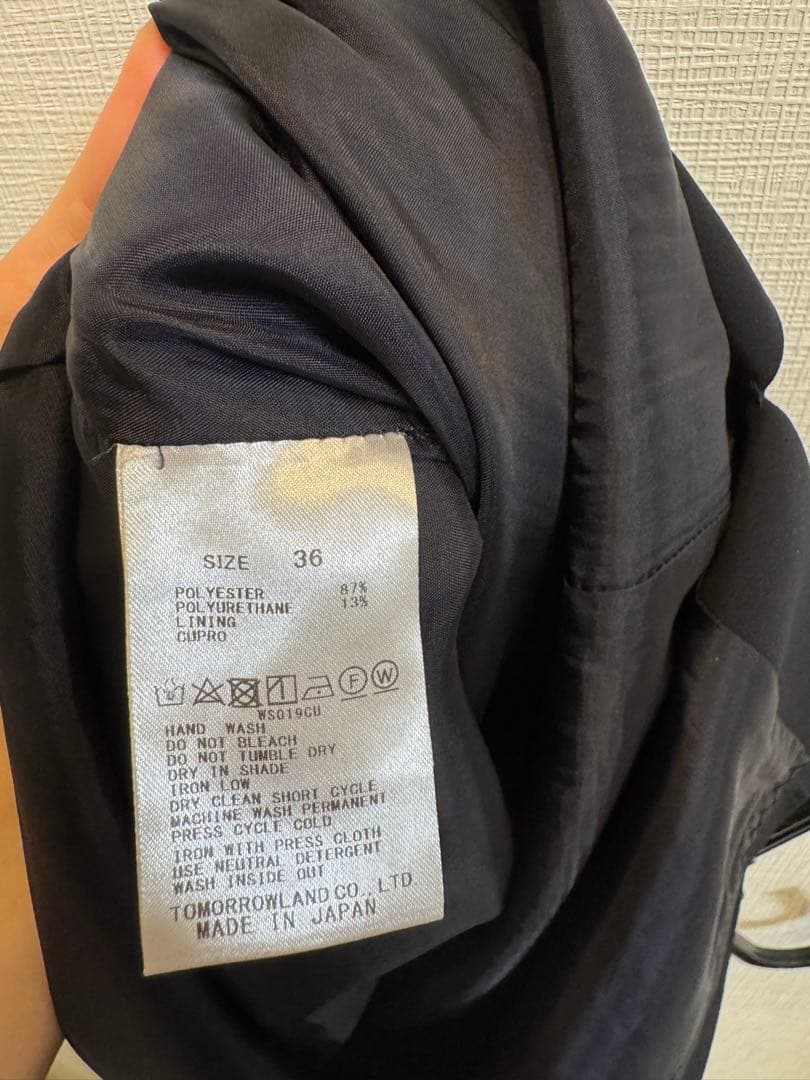 SIZE 36
POLYESTER 87%
POLYURETHANE 13%
LINING
CUPRO
F W
WS019CU
HAND WASH
DO NOT BLEACH
DO NOT TUMBLE DRY
DRY IN SHADE
IRON LOW
DRY CLEAN SHORT CYCLE
MACHINE WASH PERMANENT
PRESS CYCLE COLD
IRON WITH PRESS CLOTH
USE NEUTRAL DETERGENT
WASH INSIDE OUT
TOMORROWLAND CO., LTD.
MADE IN JAPAN